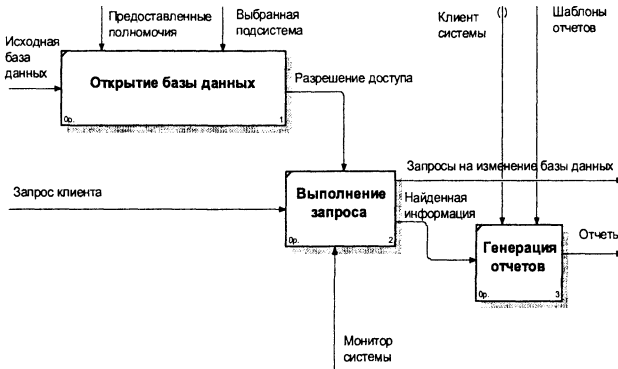 Предоставленные
полномочия
Выбранная
подсистема
Клиент
системы
()
Шаблоны
отчетов
Исходная
база
данных
Открытие базы данных
0р.
1
Разрешение доступа
Запросы на изменение базы данных
Запрос клиента
Выполнение
запроса
0р.
2
Найденная
информация
Генерация
отчетов
0р.
3
Отчеты
Монитор
системы